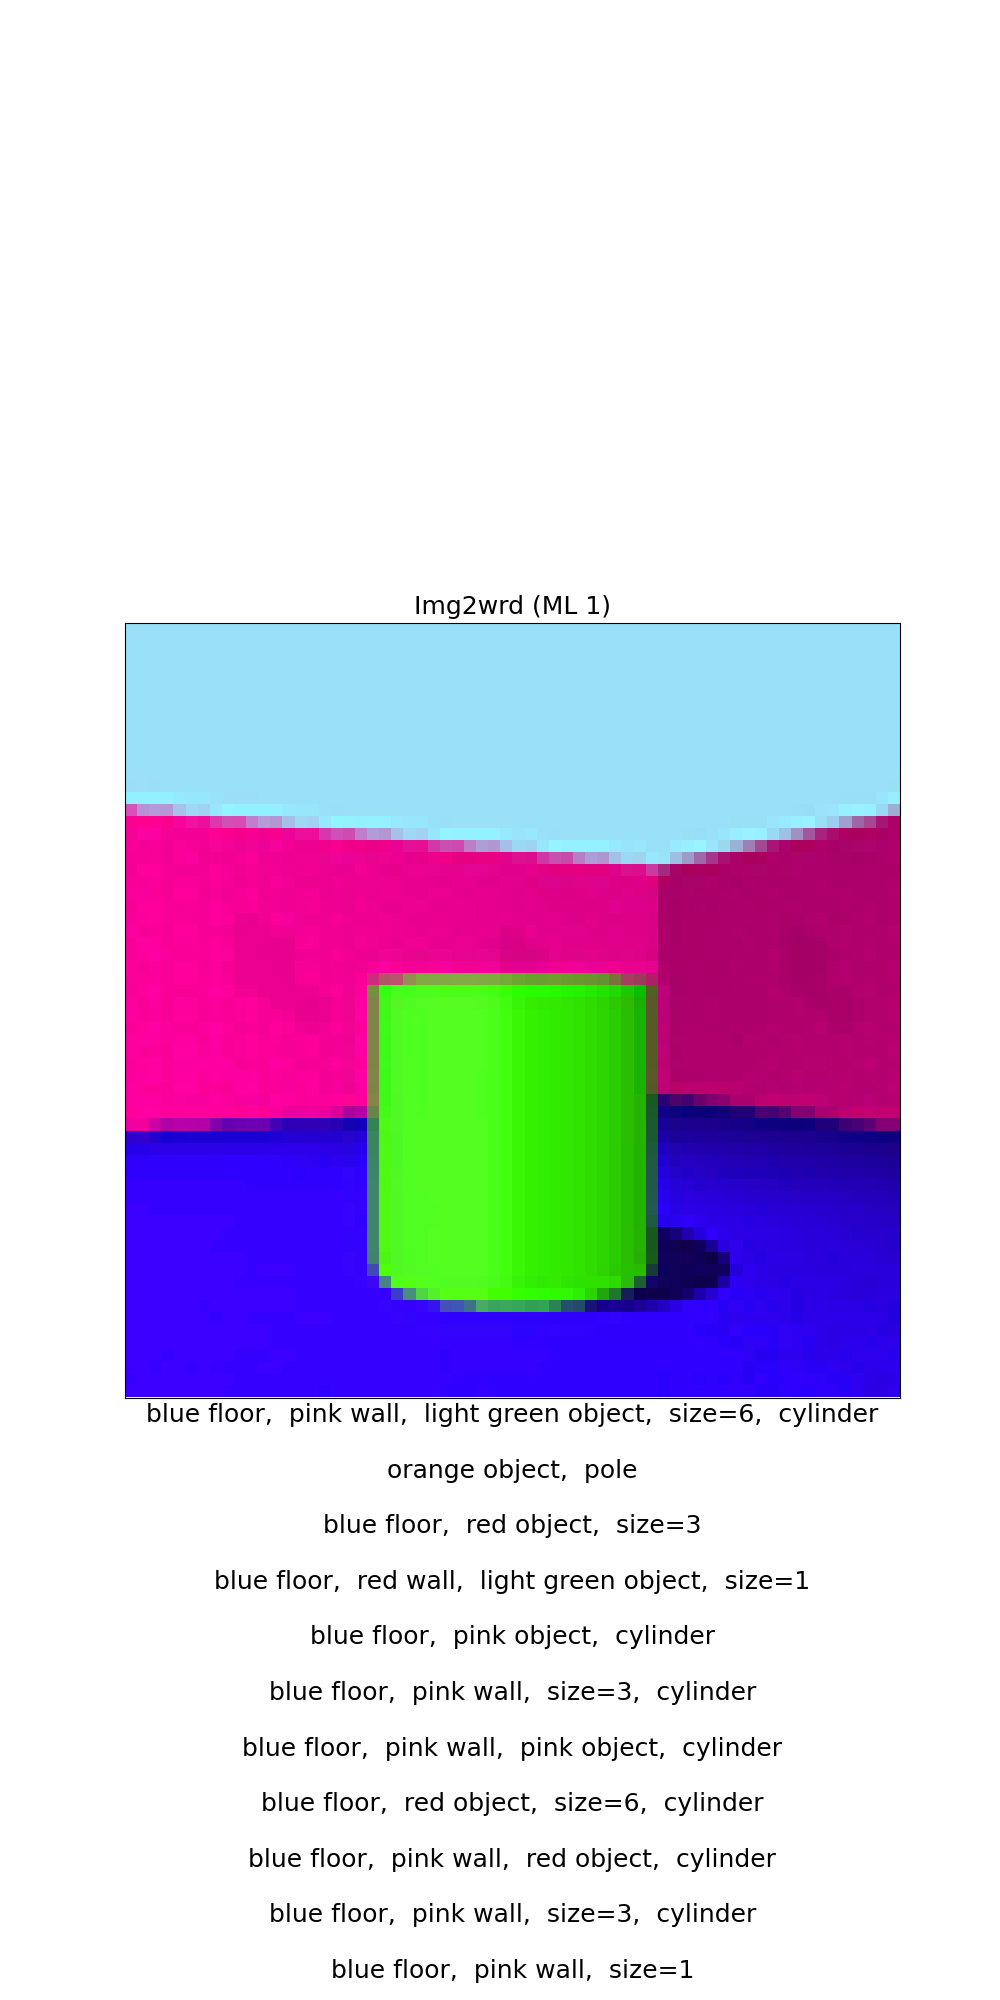 Img2wrd (ML 1)
blue floor,  pink wall,  light green object,  size=6,  cylinder
orange object,  pole
blue floor,  red object,  size=3
blue floor,  red wall,  light green object,  size=1
blue floor,  pink object,  cylinder
blue floor,  pink wall,  size=3,  cylinder
blue floor,  pink wall,  pink object,  cylinder
blue floor,  red object,  size=6,  cylinder
blue floor,  pink wall,  red object,  cylinder
blue floor,  pink wall,  size=3,  cylinder
blue floor,  pink wall,  size=1